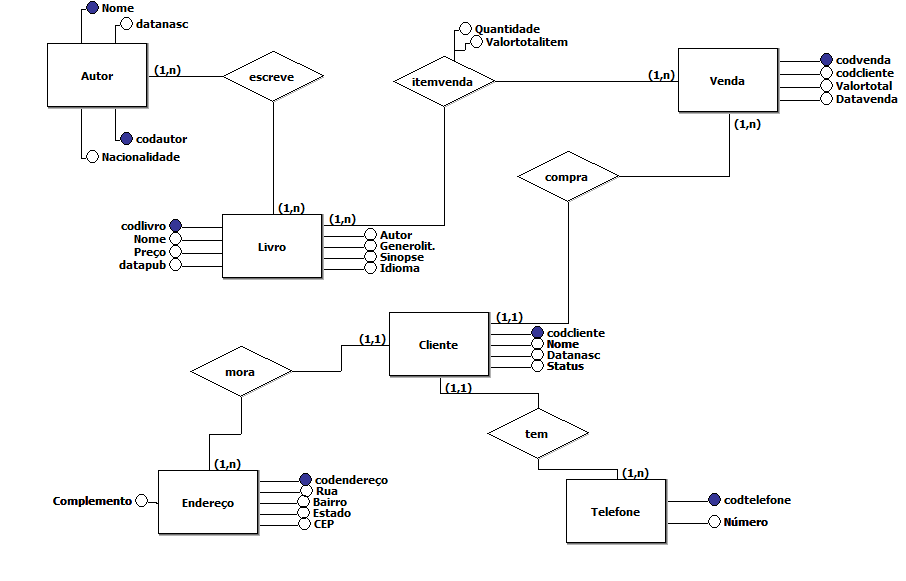 Nome
datanasc
Autor
(1,n)
escreve
codautor
Nacionalidade
Quantidade
Valortotalitem
itemvenda
(1,n)
Venda
codvenda
codcliente
Valortotal
Datavenda
(1,n)
compra
(1,n)
(1,n)
codlivro
Nome
Preço
datapub
Livro
Autor
Generolit.
Sinopse
Idioma
(1,1)
(1,1)
Cliente
codcliente
Nome
Datanasc
Status
mora
(1,1)
tem
(1,n)
(1,n)
Complemento
Endereço
codendereço
Rua
Bairro
Estado
CEP
Telefone
codtelefone
Número